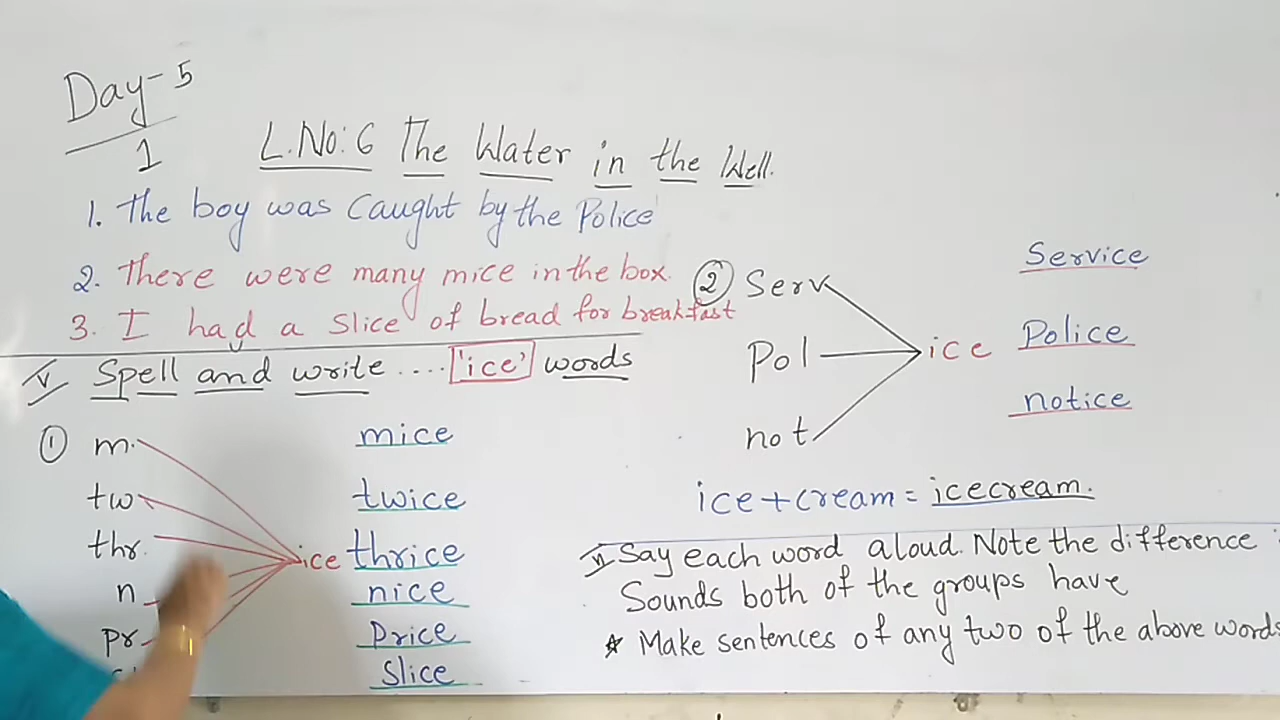 Day-5
1
L.No: 6 The Water in the Well.
1. The boy was caught by the Police
2. There were many mice in the box.
3. I had a slice of bread for breakfast
V Spell and write .... 'ice' words
① m.
tw
thr.
n
pr
ice
mice
twice
thrice
nice
Price
Slice
② Serv
Pol
not
ice
Service
Police
notice
ice + cream = icecream.
Say each word aloud. Note the difference
Sounds both of the groups have
* Make sentences of any two of the above words